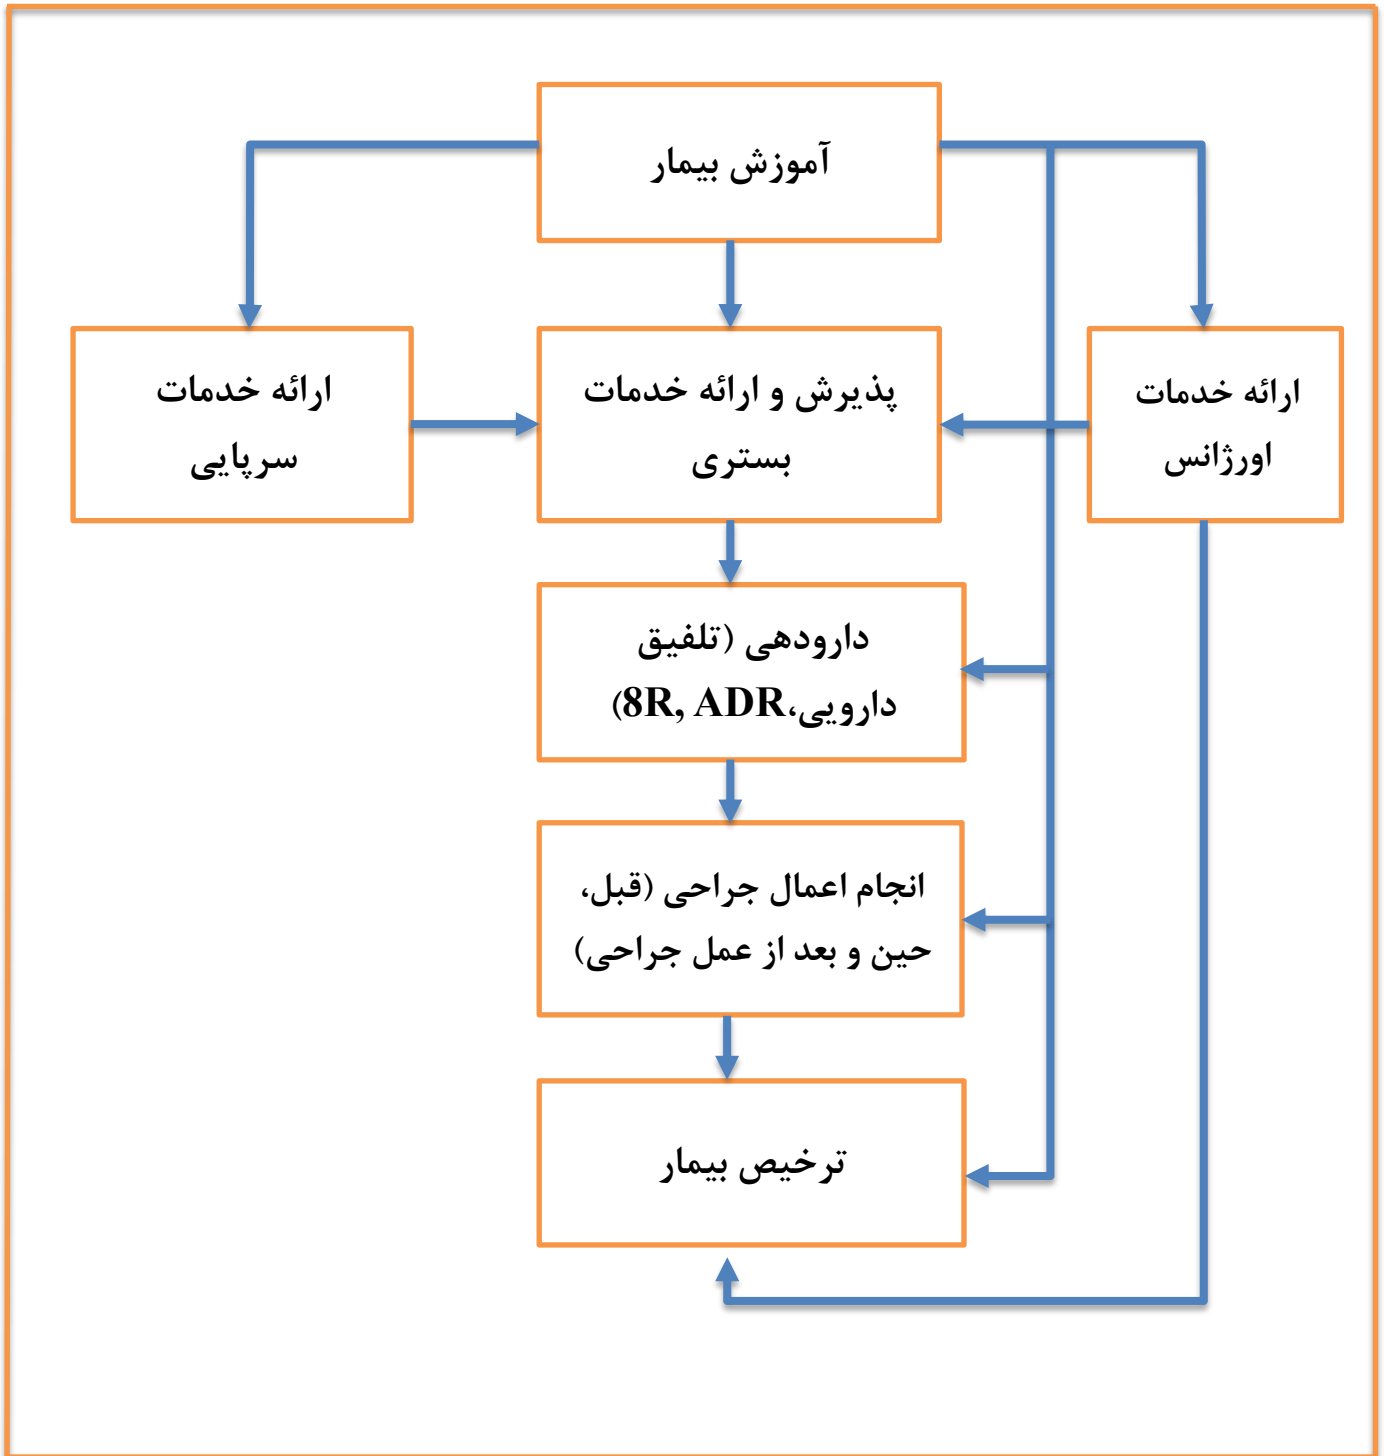 آموزش بیمار
ارائه خدمات
اورژانس
پذیرش و ارائه خدمات
بستری
ارائه خدمات
سرپایی
دارودهی (تلفیق
دارویی،8R, ADR)
انجام اعمال جراحی (قبل،
حین و بعد از عمل جراحی)
ترخیص بیمار